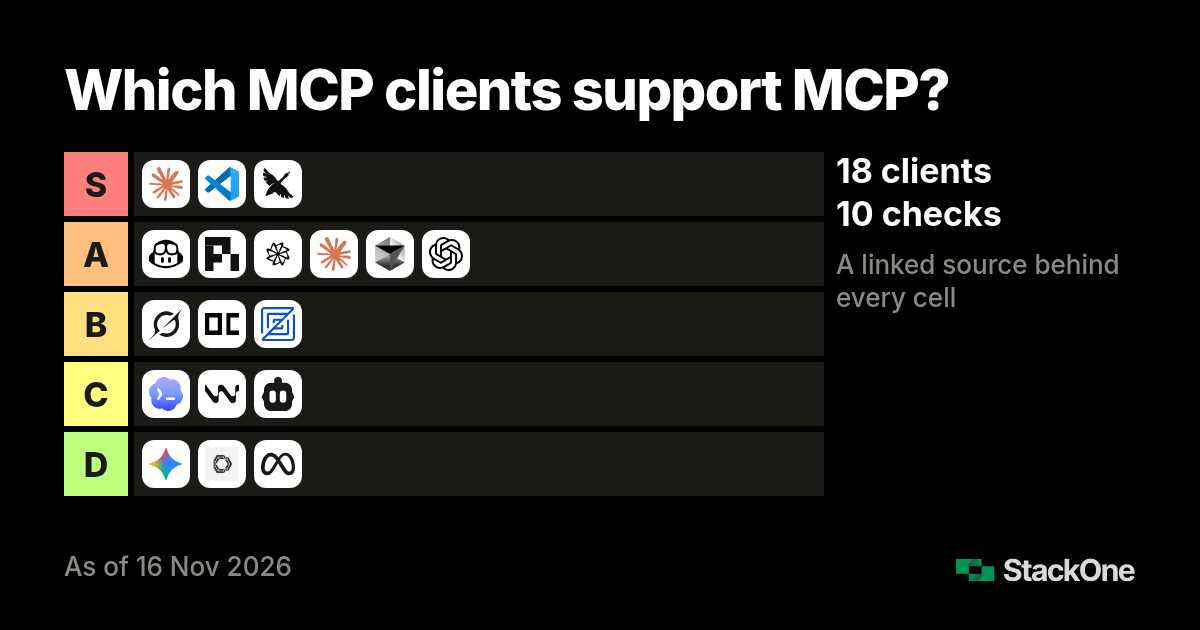 Which MCP clients support MCP?
S
18 clients
10 checks
A
A linked source behind
every cell
B
C
D
As of 16 Nov 2026
StackOne